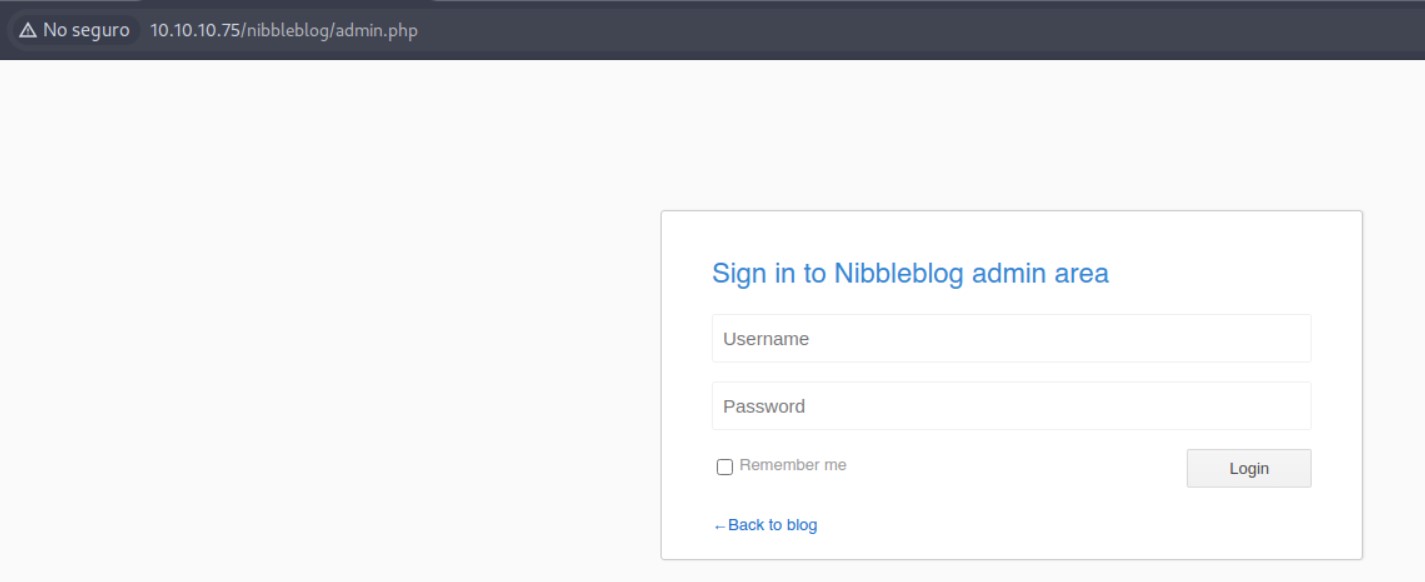 No seguro 10.10.10.75/nibbleblog/admin.php
Sign in to Nibbleblog admin area
Username
Password
Remember me
Login
←Back to blog